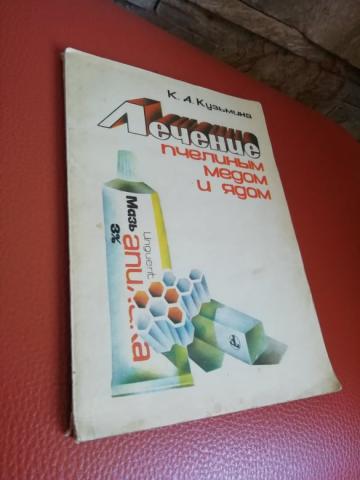 К. А. Кузьмина
Лечение
пчелиным
медом
и ядом
Unguent.
Мазь
3%